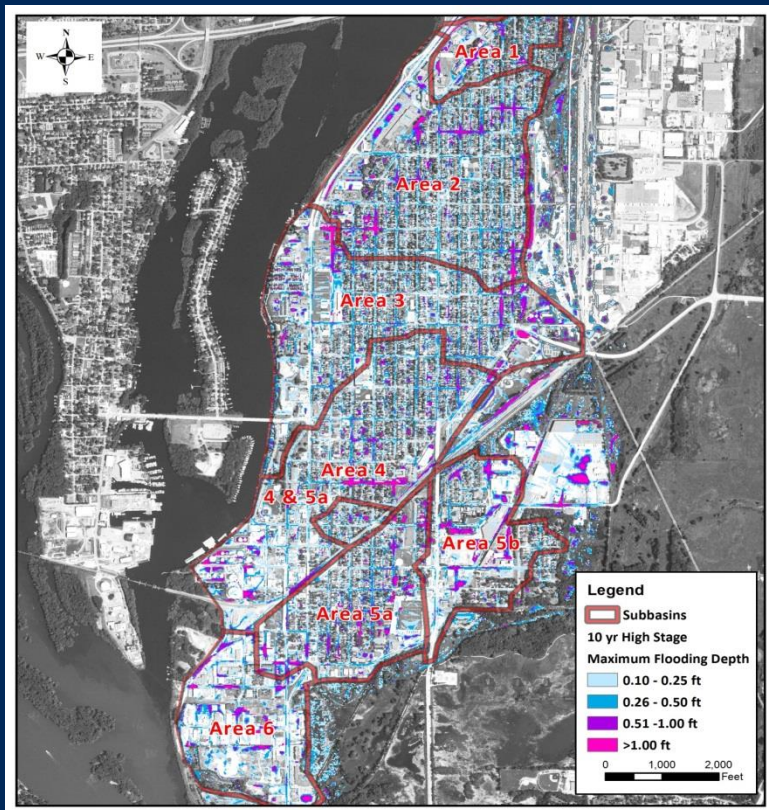 N
W E
S
Area 1
Area 2
Area 3
Area 4
4 & 5a
Area 5b
Area 5a
Area 6
Legend
Subbasins
10 yr High Stage
Maximum Flooding Depth
0.10 - 0.25 ft
0.26 - 0.50 ft
0.51 -1.00 ft
>1.00 ft
0 1,000 2,000
Feet